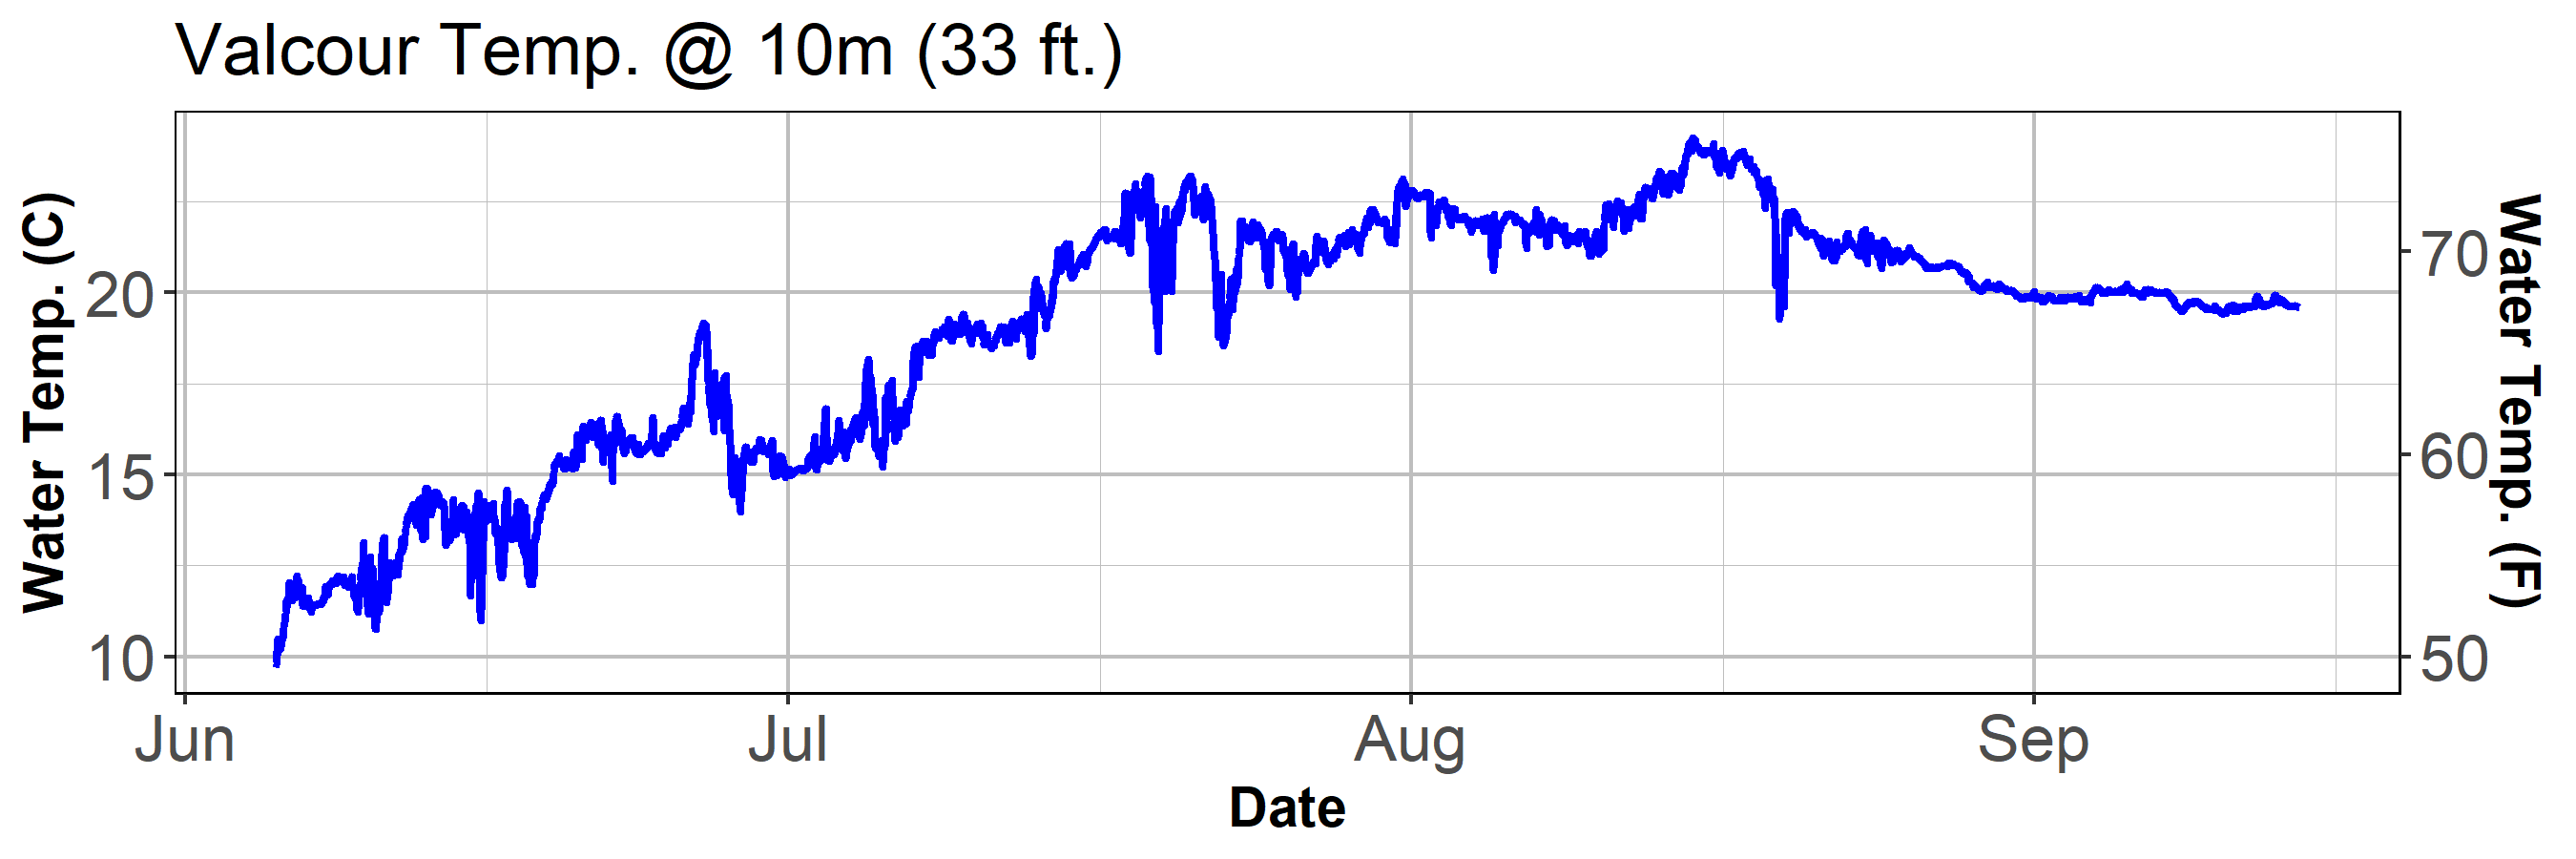 Valcour Temp. @ 10m (33 ft.)
Water Temp. (C)
20
15
10
70
60
50
Water Temp. (F)
Jun Jul Aug Sep
Date